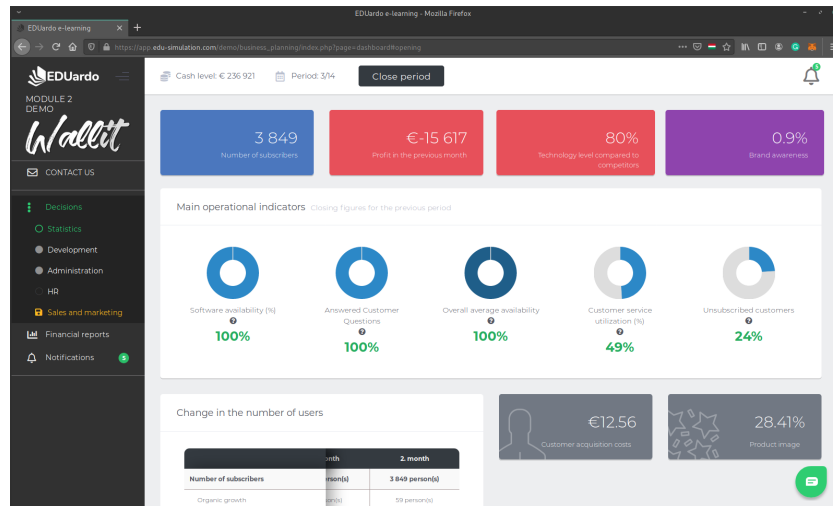 EDUardo e-learning - Mozilla Firefox
EDUardo e-learning
https://app.edu-simulation.com/demo/business_planning/index.php?page=dashboard#opening
EDUardo
Cash level: € 236 921
Period: 3/14
Close period
5
MODULE 2
DEMO
Wallit
CONTACT US
Decisions
Statistics
Development
Administration
HR
Sales and marketing
Financial reports
Notifications
5
3 849
Number of subscribers
€-15 617
Profit in the previous month
80%
Technology level compared to
competitors
0.9%
Brand awareness
Main operational indicators Closing figures for the previous period
Software availability (%)
100%
Answered Customer
Questions
100%
Overall average availability
100%
Customer service
utilization (%)
49%
Unsubscribed customers
24%
Change in the number of users
2. month
Number of subscribers
3 849 person(s)
Organic growth
59 person(s)
€12.56
Customer acquisition costs
28.41%
Product image